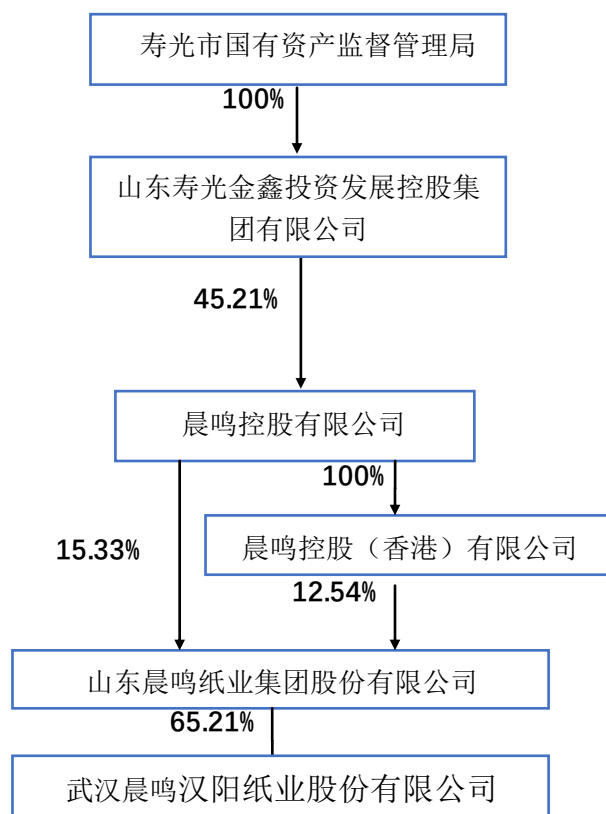 寿光市国有资产监督管理局
100%
山东寿光金鑫投资发展控股集
团有限公司
45.21%
晨鸣控股有限公司
100%
晨鸣控股（香港）有限公司
15.33%
12.54%
山东晨鸣纸业集团股份有限公司
65.21%
武汉晨鸣汉阳纸业股份有限公司